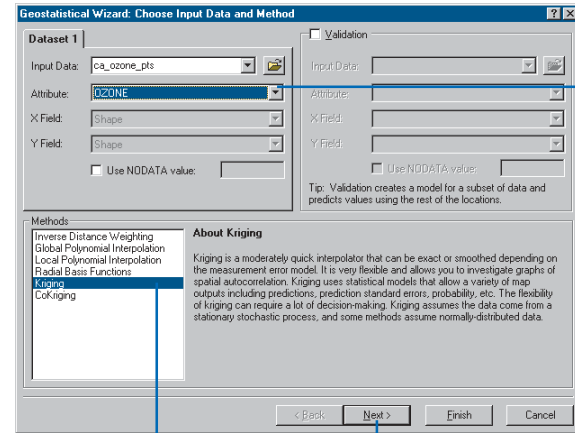 Geostatistical Wizard: Choose Input Data and Method
Dataset 1
Input Data:
ca_ozone_pts
Attribute:
OZONE
X Field:
Shape
Y Field:
Shape
Use NODATA value:
Validation
Input Data:
Attribute:
X Field:
Y Field:
Use NODATA value:
Tip: Validation creates a model for a subset of data and
predicts values using the rest of the locations.
Methods
Inverse Distance Weighting
Global Polynomial Interpolation
Local Polynomial Interpolation
Radial Basis Functions
Kriging
CoKriging
About Kriging
Kriging is a moderately quick interpolator that can be exact or smoothed depending on
the measurement error model. It is very flexible and allows you to investigate graphs of
spatial autocorrelation. Kriging uses statistical models that allow a variety of map
outputs including predictions, prediction standard errors, probability, etc. The flexibility
of kriging can require a lot of decision-making. Kriging assumes the data come from a
stationary stochastic process, and some methods assume normally-distributed data.
< Back
Next >
Finish
Cancel